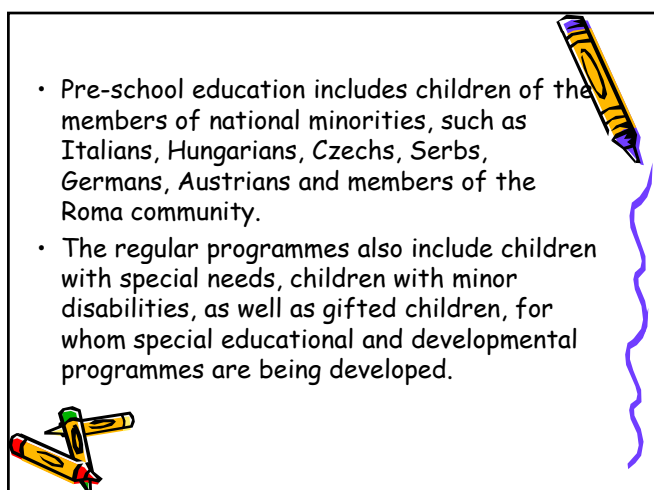 • Pre-school education includes children of the
members of national minorities, such as
Italians, Hungarians, Czechs, Serbs,
Germans, Austrians and members of the
Roma community.
• The regular programmes also include children
with special needs, children with minor
disabilities, as well as gifted children, for
whom special educational and developmental
programmes are being developed.